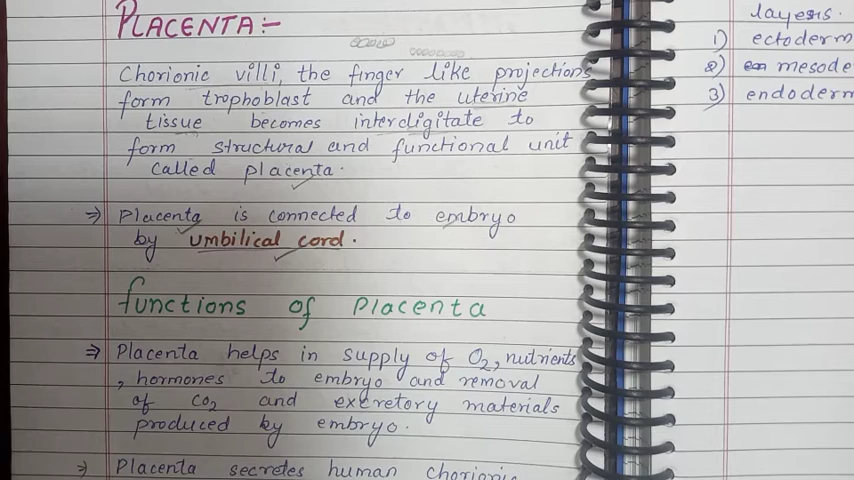 PLACENTA:-
Chorionic villi, the finger like projections
form trophoblast and the uterine
tissue becomes interdigitate to
form structural and functional unit
called placenta.
⇒ Placenta is connected to embryo
by umbilical cord.
functions of Placenta
⇒ Placenta helps in supply of O2, nutrients
, hormones to embryo and removal
of CO2 and excretory materials
produced by embryo.
⇒ Placenta secretes human chorionic
layers.
1) ectoderm
2) mesode
3) endoderm